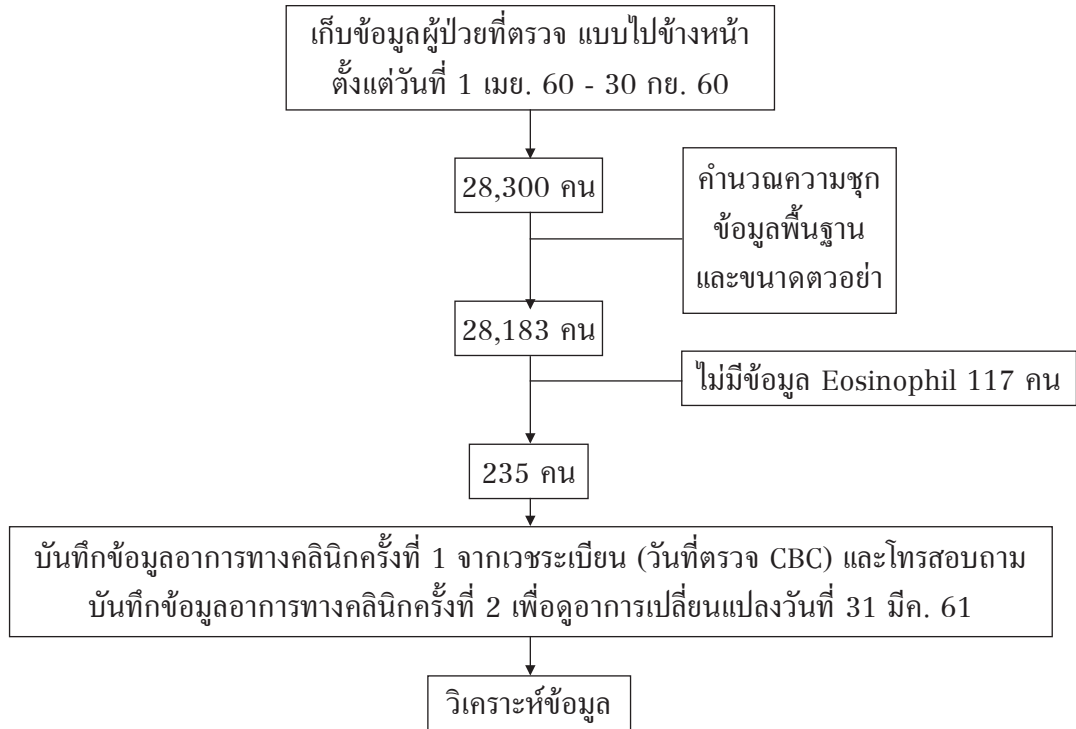 เก็บข้อมูลผู้ป่วยที่ตรวจ แบบไปข้างหน้า
ตั้งแต่วันที่ 1 เมย. 60 - 30 กย. 60
28,300 คน
คำนวณความชุก
ข้อมูลพื้นฐาน
และขนาดตวอย่า
28,183 คน
ไม่มีข้อมูล Eosinophil 117 คน
235 คน
บันทึกข้อมูลอาการทางคลินิกครั้งที่ 1 จากเวชระเบียน (วันที่ตรวจ CBC) และโทรสอบถาม
บันทึกข้อมูลอาการทางคลินิกครั้งที่ 2 เพื่อดูอาการเปลี่ยนแปลงวันที่ 31 มีค. 61
วิเคราะห์ข้อมูล